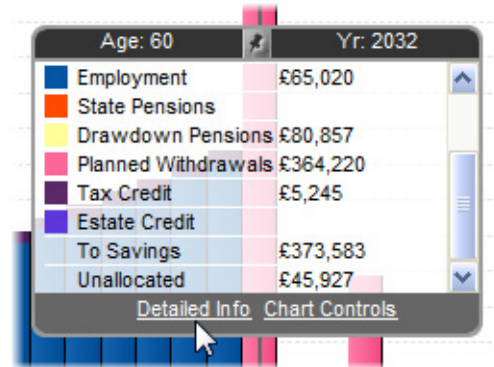 Age: 60 Yr: 2032
Employment £65,020
State Pensions
Drawdown Pensions £80,857
Planned Withdrawals £364,220
Tax Credit £5,245
Estate Credit
To Savings £373,583
Unallocated £45,927
Detailed Info Chart Controls